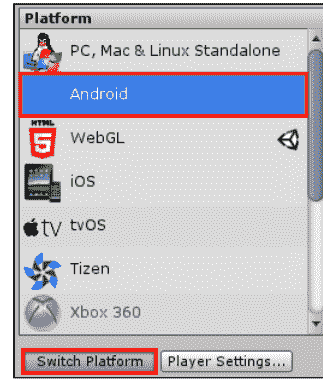 Platform
PC, Mac & Linux Standalone
Android
HTML
5
WebGL
iOS
tv
tvOS
Tizen
Xbox 360
Switch Platform
Player Settings...